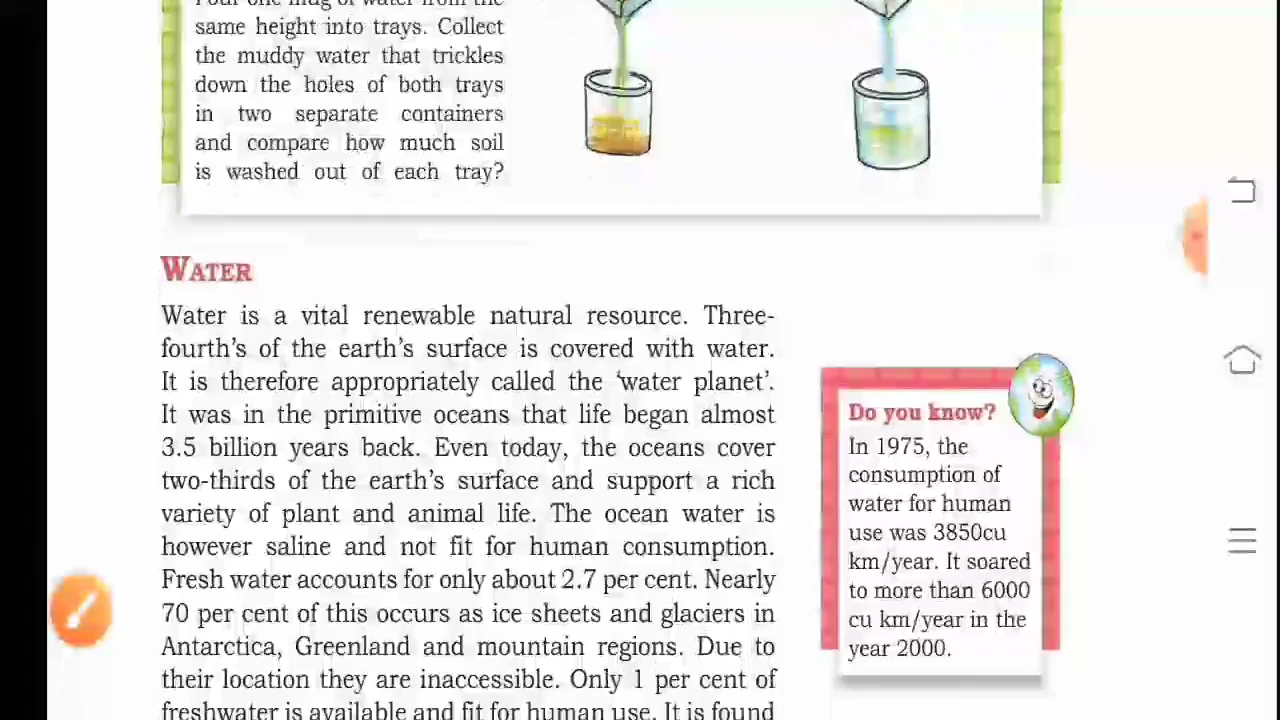 same height into trays. Collect
the muddy water that trickles
down the holes of both trays
in two separate containers
and compare how much soil
is washed out of each tray?
WATER
Water is a vital renewable natural resource. Three-
fourth's of the earth's surface is covered with water.
It is therefore appropriately called the 'water planet'.
It was in the primitive oceans that life began almost
3.5 billion years back. Even today, the oceans cover
two-thirds of the earth's surface and support a rich
variety of plant and animal life. The ocean water is
however saline and not fit for human consumption.
Fresh water accounts for only about 2.7 per cent. Nearly
70 per cent of this occurs as ice sheets and glaciers in
Antarctica, Greenland and mountain regions. Due to
their location they are inaccessible. Only 1 per cent of
freshwater is available and fit for human use. It is found
Do you know?
In 1975, the
consumption of
water for human
use was 3850cu
km/year. It soared
to more than 6000
cu km/year in the
year 2000.